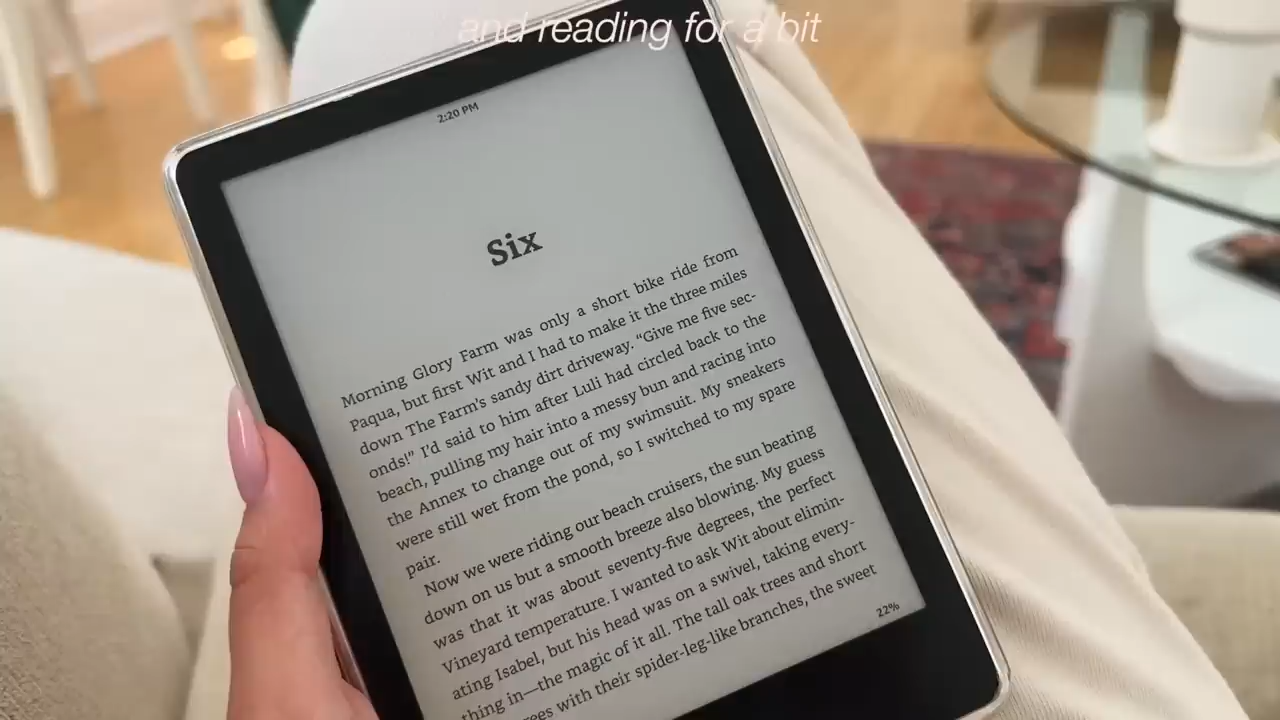 and reading for a bit
2:20 PM
Six
Morning Glory Farm was only a short bike ride from
Paqua, but first Wit and I had to make it the three miles
down The Farm's sandy dirt driveway. “Give me five sec-
onds!” I'd said to him after Luli had circled back to the
beach, pulling my hair into a messy bun and racing into
the Annex to change out of my swimsuit. My sneakers
were still wet from the pond, so I switched to my spare
pair.
Now we were riding our beach cruisers, the sun beating
down on us but a smooth breeze also blowing. My guess
was that it was about seventy-five degrees, the perfect
Vineyard temperature. I wanted to ask Wit about elimin-
ating Isabel, but his head was on a swivel, taking every-
thing in—the magic of it all. The tall oak trees and short
with their spider-leg-like branches, the sweet
22%